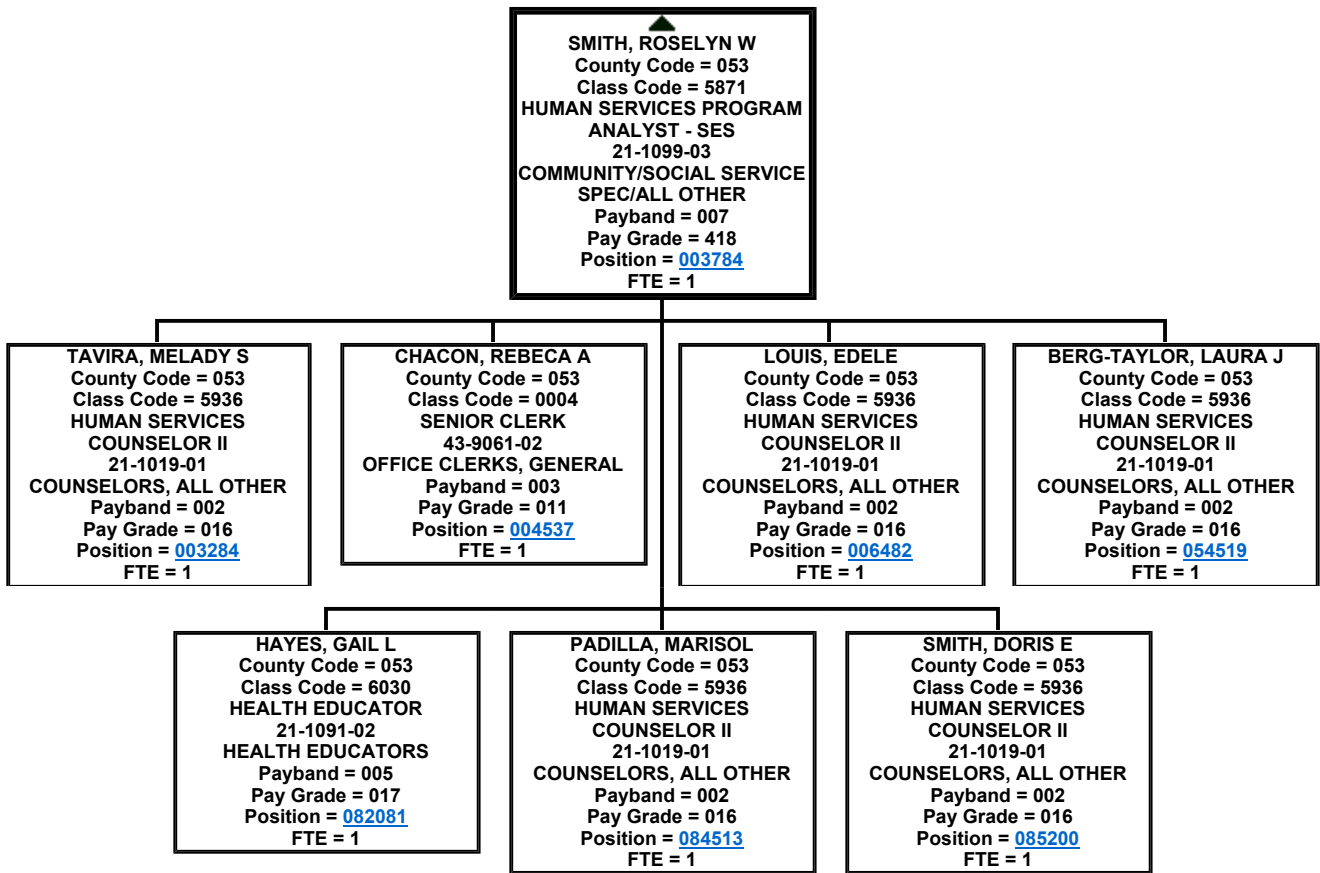 SMITH, ROSELYN W
County Code = 053
Class Code = 5871
HUMAN SERVICES PROGRAM
ANALYST - SES
21-1099-03
COMMUNITY/SOCIAL SERVICE
SPEC/ALL OTHER
Payband = 007
Pay Grade = 418
Position = 003784
FTE = 1
TAVIRA, MELADY S
County Code = 053
Class Code = 5936
HUMAN SERVICES
COUNSELOR II
21-1019-01
COUNSELORS, ALL OTHER
Payband = 002
Pay Grade = 016
Position = 003284
FTE = 1
CHACON, REBECA A
County Code = 053
Class Code = 0004
SENIOR CLERK
43-9061-02
OFFICE CLERKS, GENERAL
Payband = 003
Pay Grade = 011
Position = 004537
FTE = 1
LOUIS, EDELE
County Code = 053
Class Code = 5936
HUMAN SERVICES
COUNSELOR II
21-1019-01
COUNSELORS, ALL OTHER
Payband = 002
Pay Grade = 016
Position = 006482
FTE = 1
BERG-TAYLOR, LAURA J
County Code = 053
Class Code = 5936
HUMAN SERVICES
COUNSELOR II
21-1019-01
COUNSELORS, ALL OTHER
Payband = 002
Pay Grade = 016
Position = 054519
FTE = 1
HAYES, GAIL L
County Code = 053
Class Code = 6030
HEALTH EDUCATOR
21-1091-02
HEALTH EDUCATORS
Payband = 005
Pay Grade = 017
Position = 082081
FTE = 1
PADILLA, MARISOL
County Code = 053
Class Code = 5936
HUMAN SERVICES
COUNSELOR II
21-1019-01
COUNSELORS, ALL OTHER
Payband = 002
Pay Grade = 016
Position = 084513
FTE = 1
SMITH, DORIS E
County Code = 053
Class Code = 5936
HUMAN SERVICES
COUNSELOR II
21-1019-01
COUNSELORS, ALL OTHER
Payband = 002
Pay Grade = 016
Position = 085200
FTE = 1